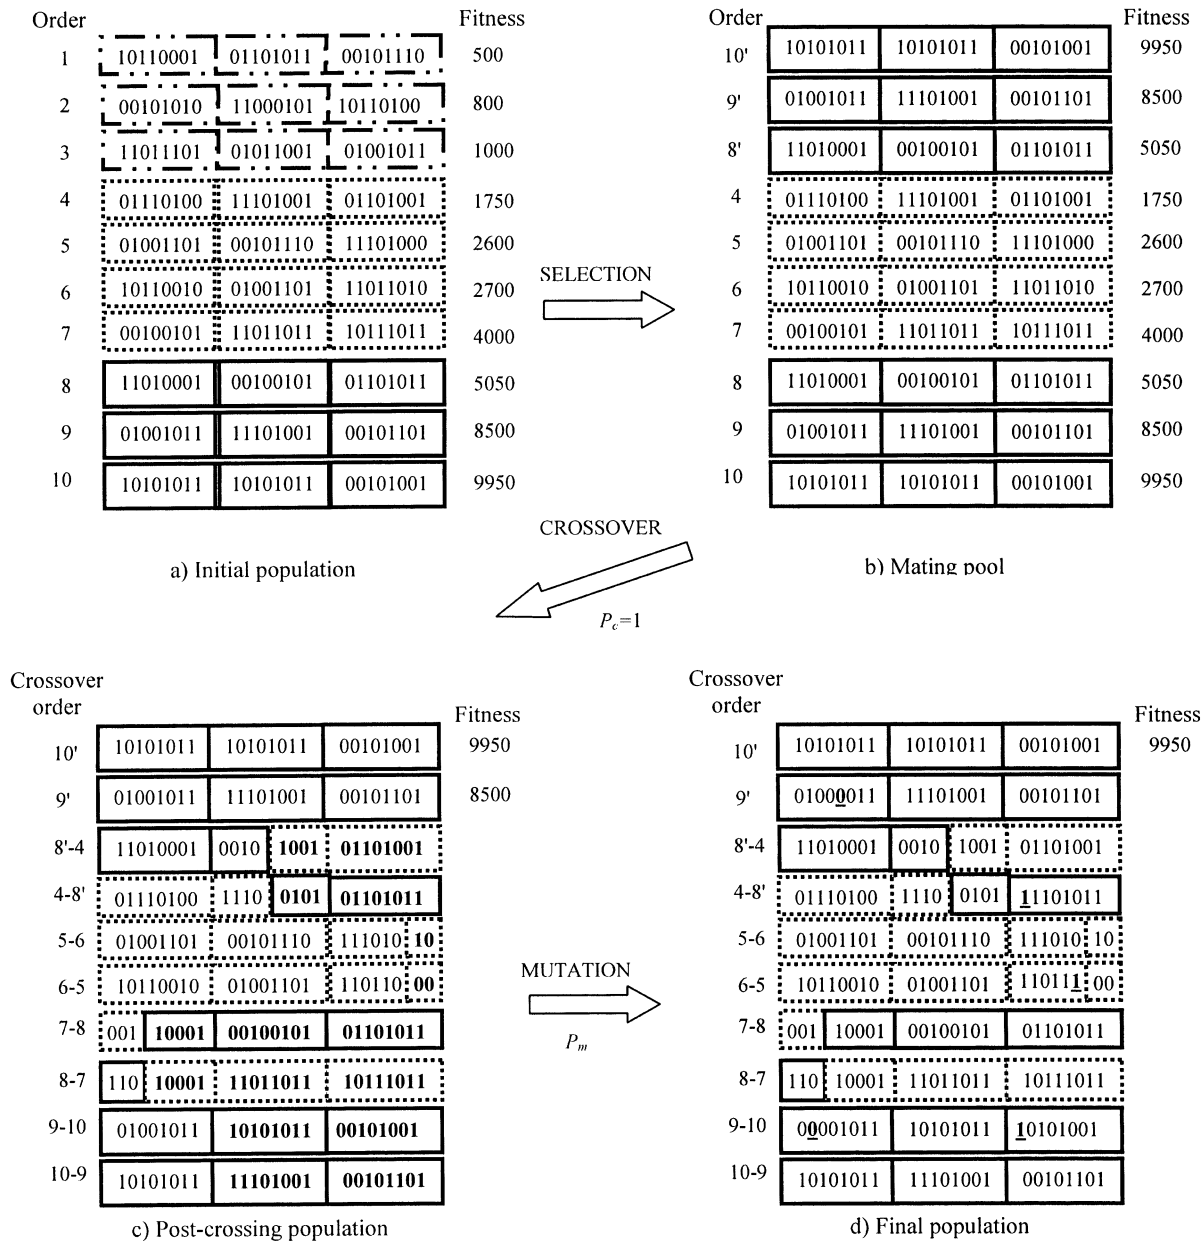 Order Fitness
1 10110001 01101011 00101110 500
2 00101010 11000101 10110100 800
3 11011101 01011001 01001011 1000
4 01110100 11101001 01101001 1750
5 01001101 00101110 11101000 2600
6 10110010 01001101 11011010 2700
7 00100101 11011011 10111011 4000
8 11010001 00100101 01101011 5050
9 01001011 11101001 00101101 8500
10 10101011 10101011 00101001 9950
a) Initial population
SELECTION
Order Fitness
10' 10101011 10101011 00101001 9950
9' 01001011 11101001 00101101 8500
8' 11010001 00100101 01101011 5050
4 01110100 11101001 01101001 1750
5 01001101 00101110 11101000 2600
6 10110010 01001101 11011010 2700
7 00100101 11011011 10111011 4000
8 11010001 00100101 01101011 5050
9 01001011 11101001 00101101 8500
10 10101011 10101011 00101001 9950
b) Mating pool
CROSSOVER
Pc=1
Crossover
order Fitness
10' 10101011 10101011 00101001 9950
9' 01001011 11101001 00101101 8500
8'-4 11010001 0010 1001 01101001
4-8' 01110100 1110 0101 01101011
5-6 01001101 00101110 111010 10
6-5 10110010 01001101 110110 00
7-8 001 10001 00100101 01101011
8-7 110 10001 11011011 10111011
9-10 01001011 10101011 00101001
10-9 10101011 11101001 00101101
c) Post-crossing population
MUTATION
Pm
Crossover
order Fitness
10' 10101011 10101011 00101001 9950
9' 01000011 11101001 00101101
8'-4 11010001 0010 1001 01101001
4-8' 01110100 1110 0101 11101011
5-6 01001101 00101110 111010 10
6-5 10110010 01001101 110111 00
7-8 001 10001 00100101 01101011
8-7 110 10001 11011011 10111011
9-10 00001011 10101011 10101001
10-9 10101011 11101001 00101101
d) Final population